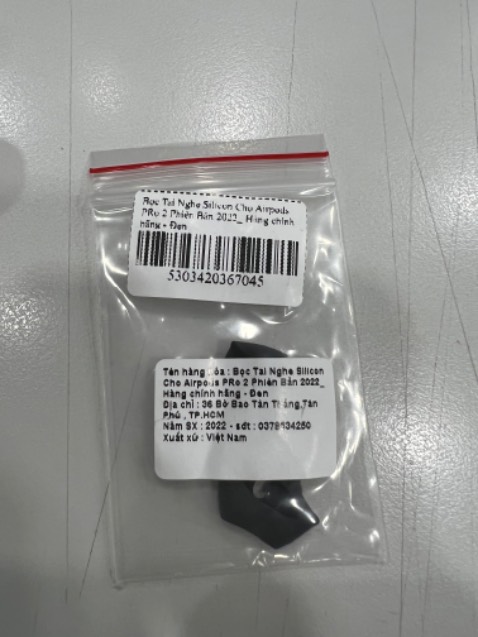 Bọc Tai Nghe Silicon Cho Airpods
PRo 2 Phiên Bản 2022_ Hàng chính
hãng - Đen
5303420367045
Tên hàng hóa : Bọc Tai Nghe Silicon
Cho Airpods PRo 2 Phiên Bản 2022_
Hàng chính hãng - Đen
Địa chỉ : 36 Bờ Bao Tân Thắng,Tân
Phú , TP.HCM
Năm SX : 2022 - sđt :
Xuất xứ : Việt Nam